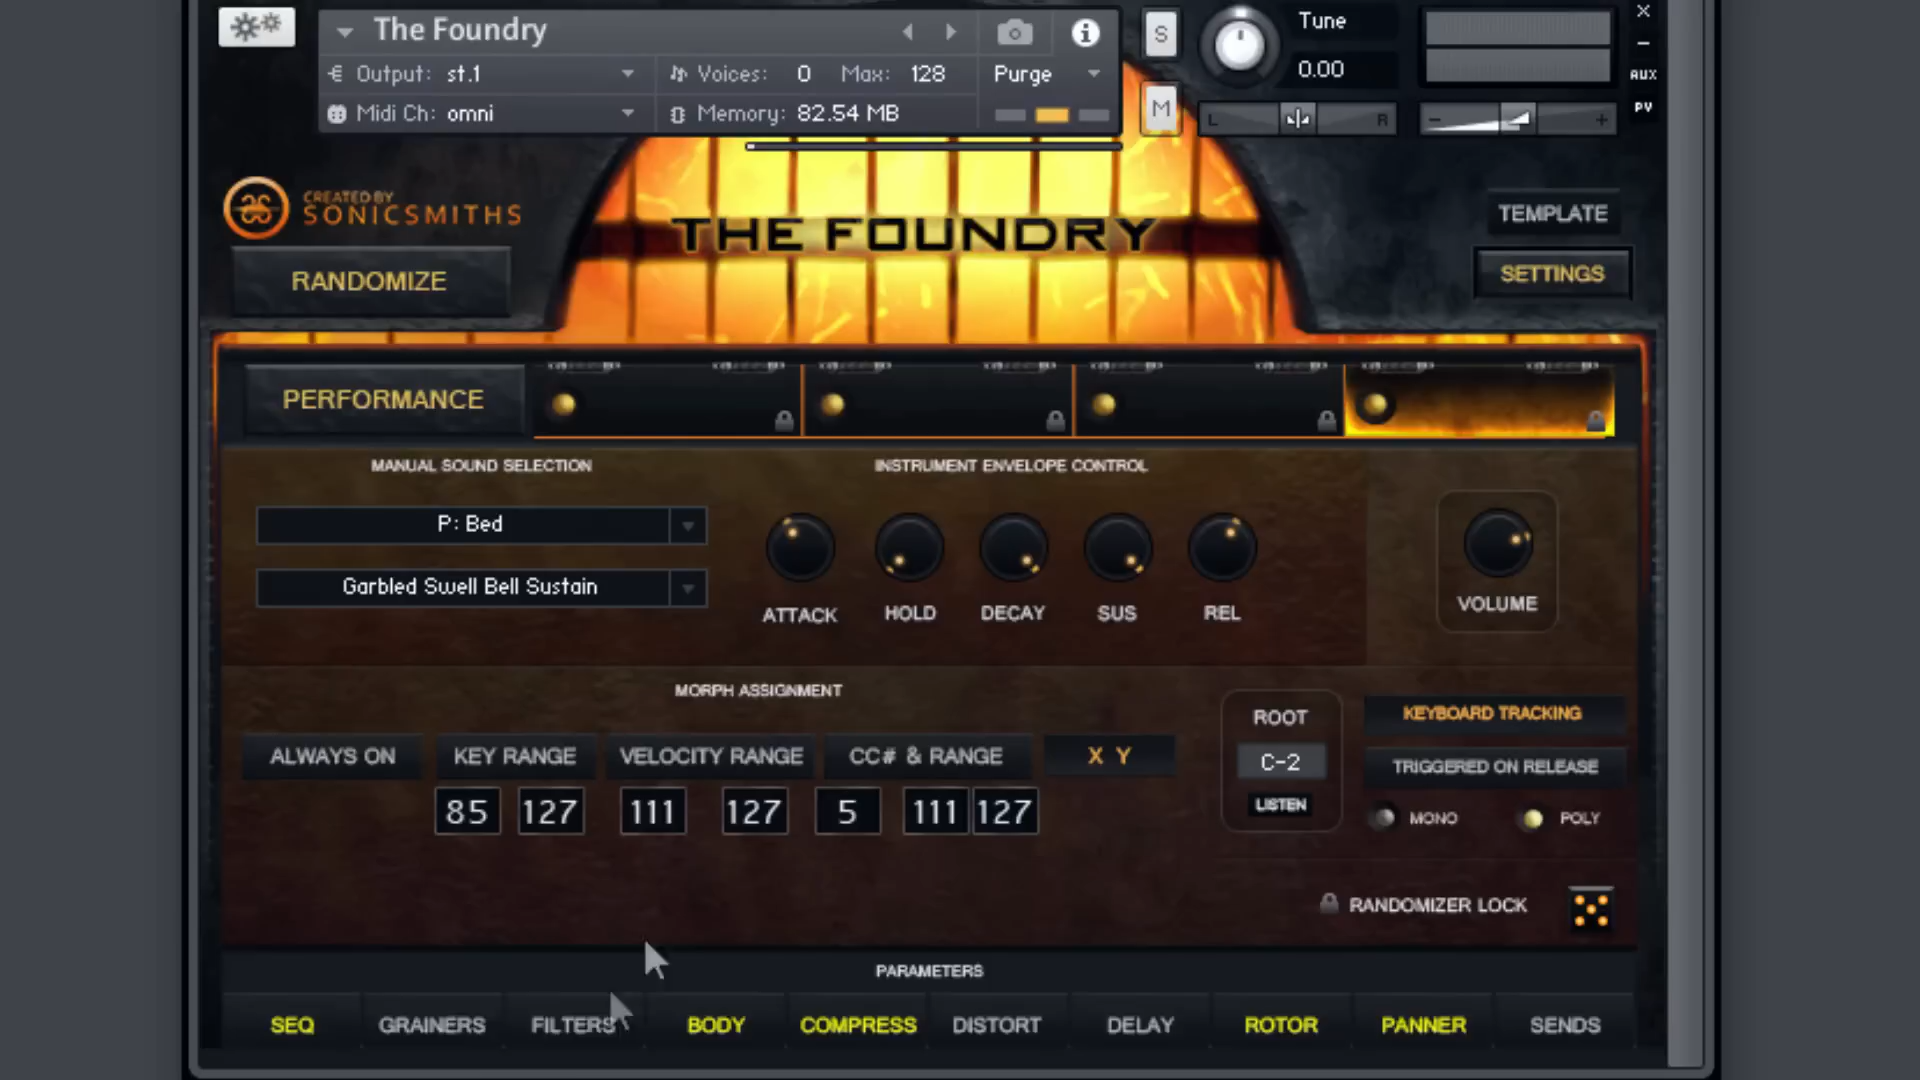 The Foundry
S
Tune
X
Output: st.1
Voices: 0 Max: 128
Purge
0.00
AUX
Midi Ch: omni
Memory: 82.54 MB
M
L
R
- +
PV
CREATED BY
SONICSMITHS
THE FOUNDRY
TEMPLATE
RANDOMIZE
SETTINGS
PERFORMANCE
MANUAL SOUND SELECTION
INSTRUMENT ENVELOPE CONTROL
P: Bed
Garbled Swell Bell Sustain
ATTACK HOLD DECAY SUS REL
VOLUME
MORPH ASSIGNMENT
ALWAYS ON KEY RANGE VELOCITY RANGE CC# & RANGE X Y
85 127 111 127 5 111 127
ROOT
C-2
LISTEN
KEYBOARD TRACKING
TRIGGERED ON RELEASE
MONO POLY
RANDOMIZER LOCK
PARAMETERS
SEQ GRAINERS FILTERS BODY COMPRESS DISTORT DELAY ROTOR PANNER SENDS